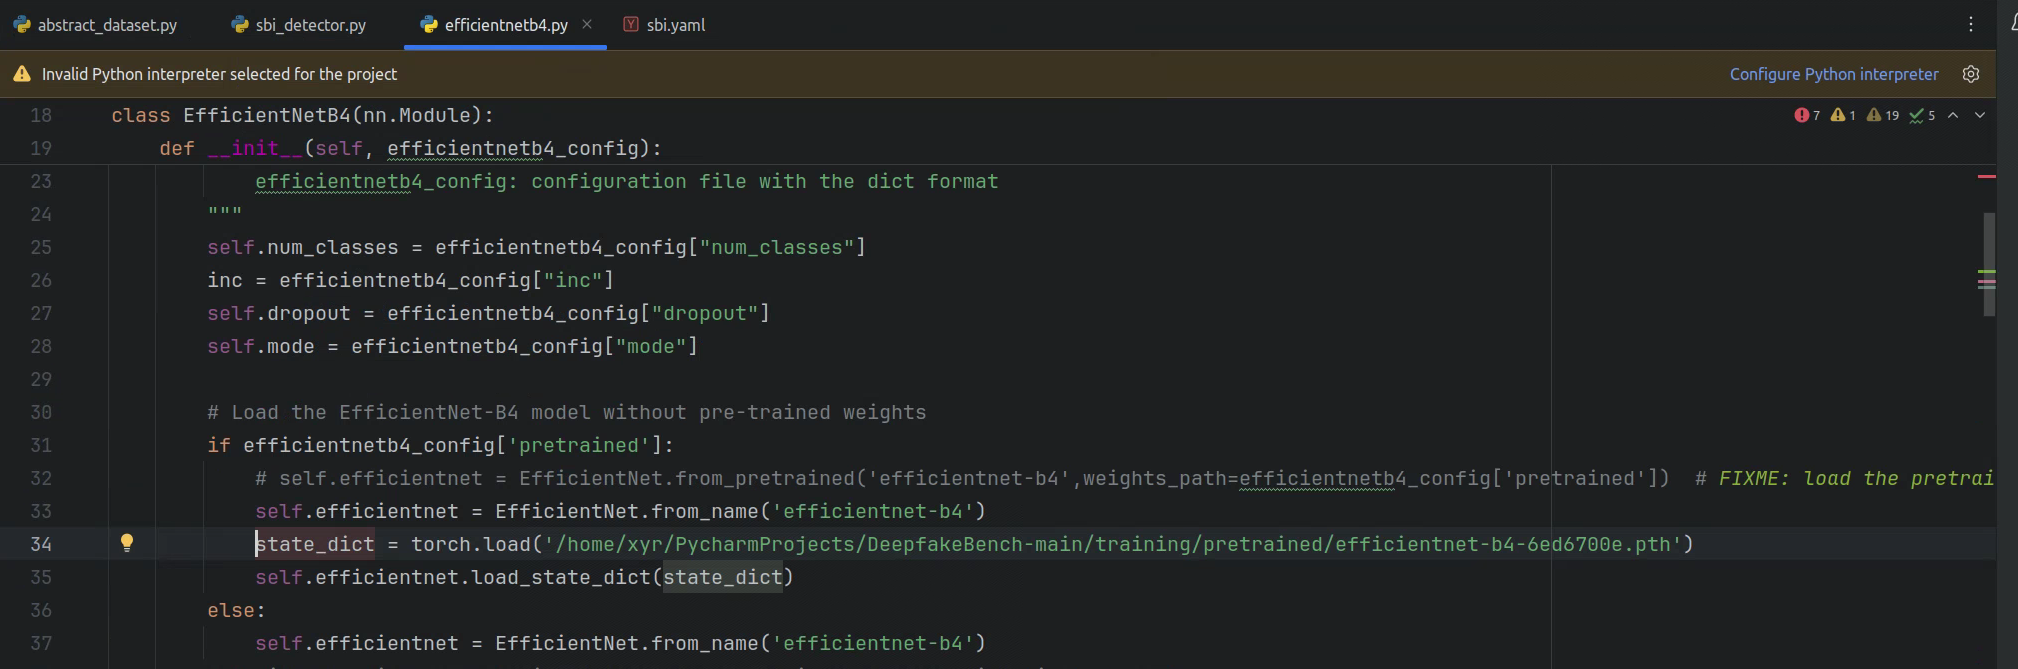 abstract_dataset.py sbi_detector.py efficientnetb4.py sbi.yaml
Invalid Python interpreter selected for the project Configure Python interpreter
18 class EfficientNetB4(nn.Module): 7 1 19 5
19 def __init__(self, efficientnetb4_config):
23 efficientnetb4_config: configuration file with the dict format
24 """
25 self.num_classes = efficientnetb4_config["num_classes"]
26 inc = efficientnetb4_config["inc"]
27 self.dropout = efficientnetb4_config["dropout"]
28 self.mode = efficientnetb4_config["mode"]
29
30 # Load the EfficientNet-B4 model without pre-trained weights
31 if efficientnetb4_config['pretrained']:
32 # self.efficientnet = EfficientNet.from_pretrained('efficientnet-b4',weights_path=efficientnetb4_config['pretrained']) # FIXME: load the pretrai
33 self.efficientnet = EfficientNet.from_name('efficientnet-b4')
34 state_dict = torch.load('/home/xyr/PycharmProjects/DeepfakeBench-main/training/pretrained/efficientnet-b4-6ed6700e.pth')
35 self.efficientnet.load_state_dict(state_dict)
36 else:
37 self.efficientnet = EfficientNet.from_name('efficientnet-b4')